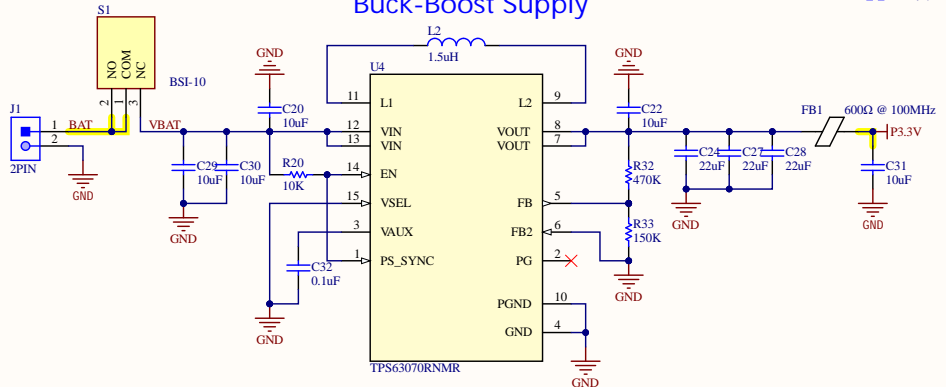 Buck-Boost Supply
S1
NO
COM
NC
2
1
3
BSI-10
J1
1
2
2PIN
BAT
VBAT
GND
C29
10uF
C30
10uF
GND
GND
C20
10uF
R20
10K
C32
0.1uF
GND
L2
1.5uH
U4
11
L1
12
VIN
13
VIN
14
EN
15
VSEL
3
VAUX
1
PS_SYNC
L2
9
VOUT
8
VOUT
7
FB
5
FB2
6
PG
2
PGND
10
GND
4
TPS63070RNMR
GND
GND
C22
10uF
R32
470K
R33
150K
GND
C24
22uF
C27
22uF
C28
22uF
GND
FB1
600Ω @ 100MHz
P3.3V
C31
10uF
GND